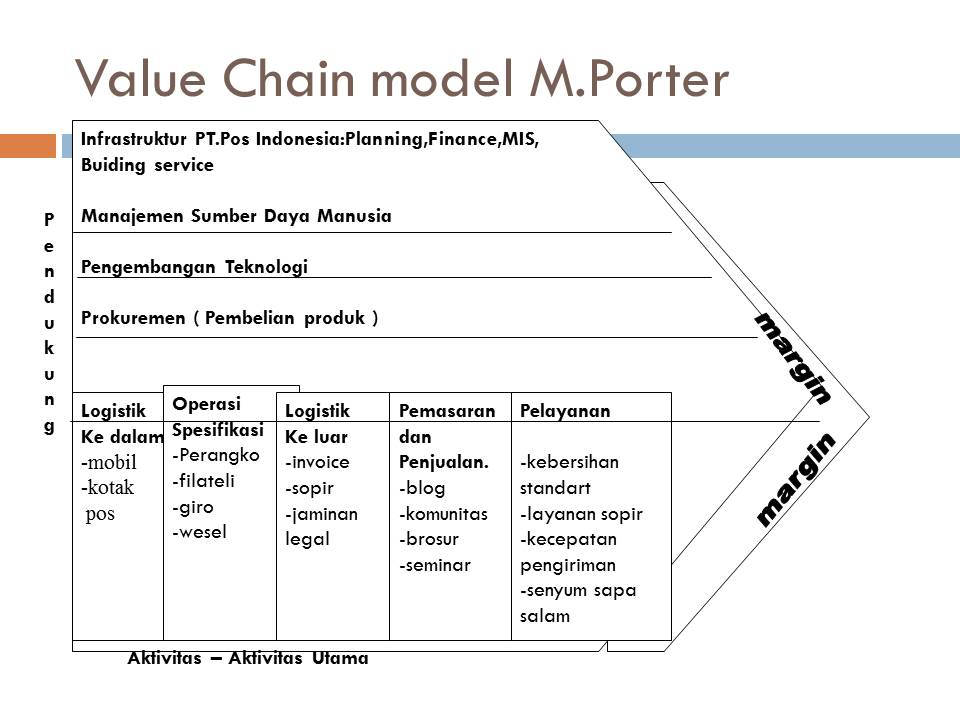 Value Chain model M.Porter
Infrastruktur PT.Pos Indonesia:Planning,Finance,MIS,
Buiding service
Manajemen Sumber Daya Manusia
Pengembangan Teknologi
Prokuremen ( Pembelian produk )
Pendukung
margin
margin
Logistik
Ke dalam
-mobil
-kotak
pos
Operasi
Spesifikasi
-Perangko
-filateli
-giro
-wesel
Logistik
Ke luar
-invoice
-sopir
-jaminan
legal
Pemasaran
dan
Penjualan.
-blog
-komunitas
-brosur
-seminar
Pelayanan
-kebersihan
standart
-layanan sopir
-kecepatan
pengiriman
-senyum sapa
salam
Aktivitas – Aktivitas Utama